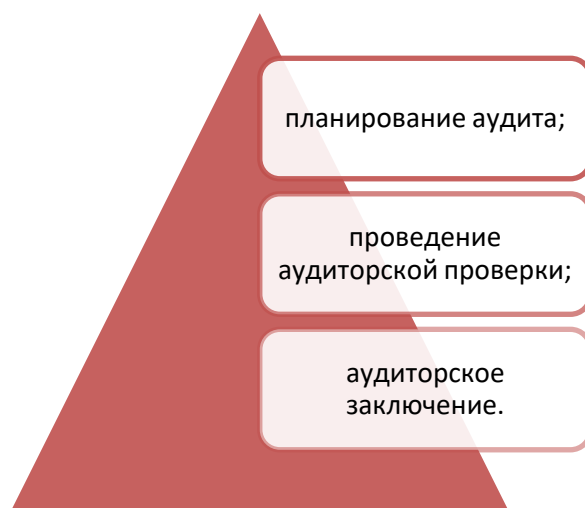 планирование аудита;
проведение
аудиторской проверки;
аудиторское
заключение.